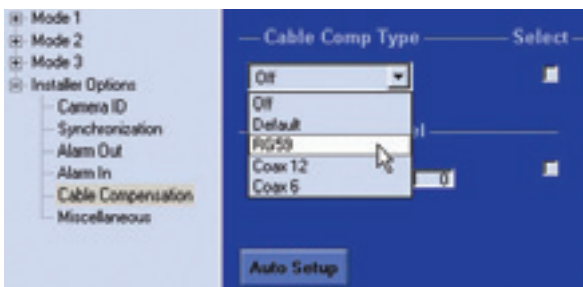 Mode 1
Mode 2
Mode 3
Installer Options
Camera ID
Synchronization
Alarm Out
Alarm In
Cable Compensation
Miscellaneous
Cable Comp Type
Select
Off
Off
Default
RG59
Coax 12
Coax 6
el
0
Auto Setup